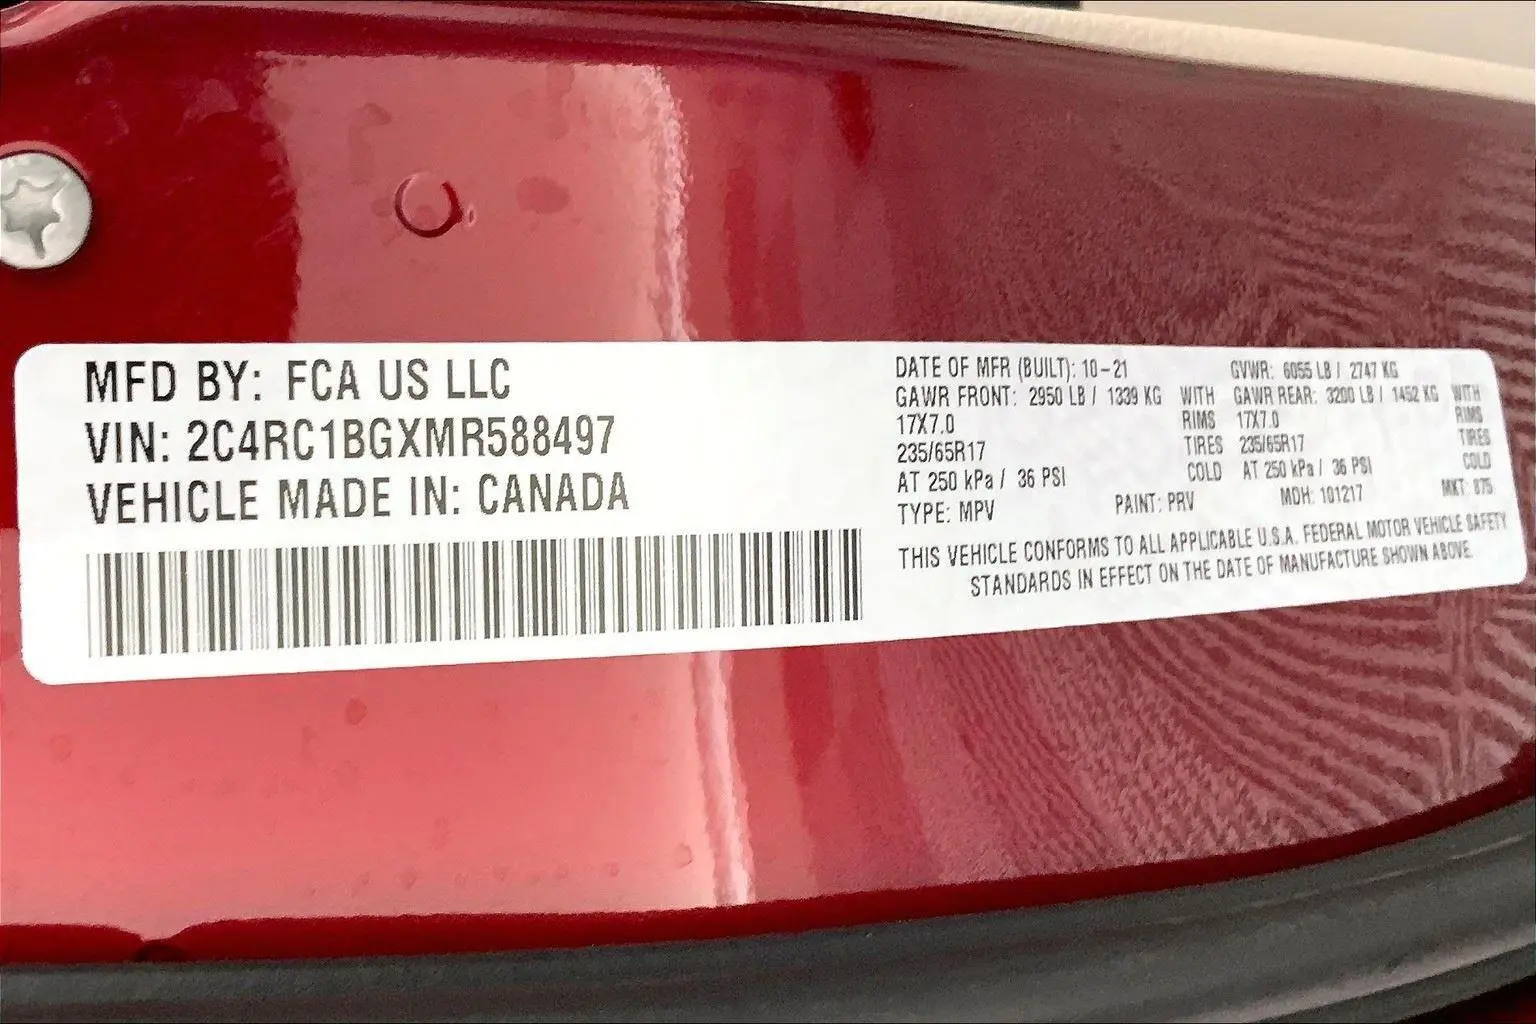 MFD BY: FCA US LLC
VIN: 2C4RC1BGXMR588497
VEHICLE MADE IN: CANADA
DATE OF MFR (BUILT): 10-21 GVWR: 6055 LB / 2747 KG
GAWR FRONT: 2950 LB / 1339 KG WITH GAWR REAR: 3200 LB / 1452 KG WITH
17X7.0 RIMS 17X7.0 RIMS
235/65R17 TIRES 235/65R17 TIRES
AT 250 kPa / 36 PSI COLD AT 250 kPa / 36 PSI COLD
TYPE: MPV PAINT: PRV MDH: 101217 MKT: 875
THIS VEHICLE CONFORMS TO ALL APPLICABLE U.S.A. FEDERAL MOTOR VEHICLE SAFETY
STANDARDS IN EFFECT ON THE DATE OF MANUFACTURE SHOWN ABOVE.